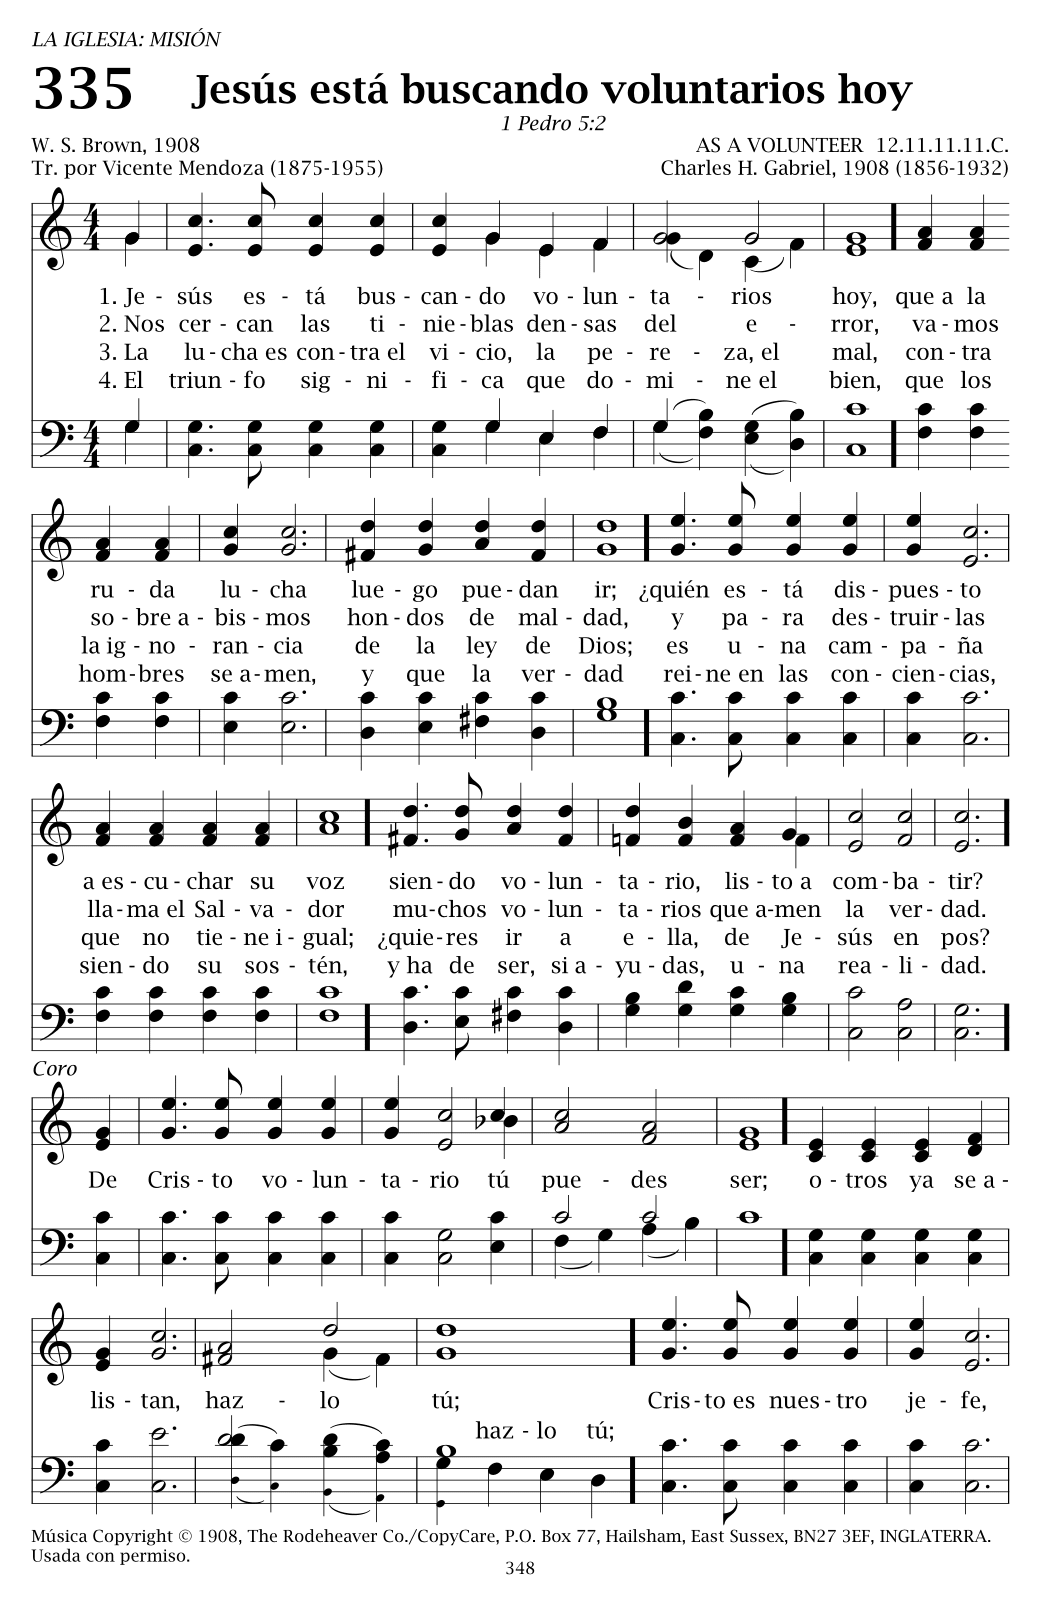 LA IGLESIA: MISIÓN
335 Jesús está buscando voluntarios hoy
1 Pedro 5:2
W. S. Brown, 1908 AS A VOLUNTEER 12.11.11.11.C.
Tr. por Vicente Mendoza (1875-1955) Charles H. Gabriel, 1908 (1856-1932)
1. Je - sús es - tá bus - can - do vo - lun - ta - rios hoy, que a la
2. Nos cer - can las ti - nie - blas den - sas del e - rror, va - mos
3. La lu - cha es con - tra el vi - cio, la pe - re - za, el mal, con - tra
4. El triun - fo sig - ni - fi - ca que do - mi - ne el bien, que los
ru - da lu - cha lue - go pue - dan ir; ¿quién es - tá dis - pues - to
so - bre a - bis - mos hon - dos de mal - dad, y pa - ra des - truir - las
la ig - no - ran - cia de la ley de Dios; es u - na cam - pa - ña
hom - bres se a - men, y que la ver - dad rei - ne en las con - cien - cias,
a es - cu - char su voz sien - do vo - lun - ta - rio, lis - to a com - ba - tir?
lla - ma el Sal - va - dor mu - chos vo - lun - ta - rios que a - men la ver - dad.
que no tie - ne i - gual; ¿quie - res ir a e - lla, de Je - sús en pos?
sien - do su sos - tén, y ha de ser, si a - yu - das, u - na rea - li - dad.
Coro
De Cris - to vo - lun - ta - rio tú pue - des ser; o - tros ya se a -
lis - tan, haz - lo tú; Cris - to es nues - tro je - fe,
haz - lo tú;
Música Copyright © 1908, The Rodeheaver Co./CopyCare, P.O. Box 77, Hailsham, East Sussex, BN27 3EF, INGLATERRA.
Usada con permiso.
348